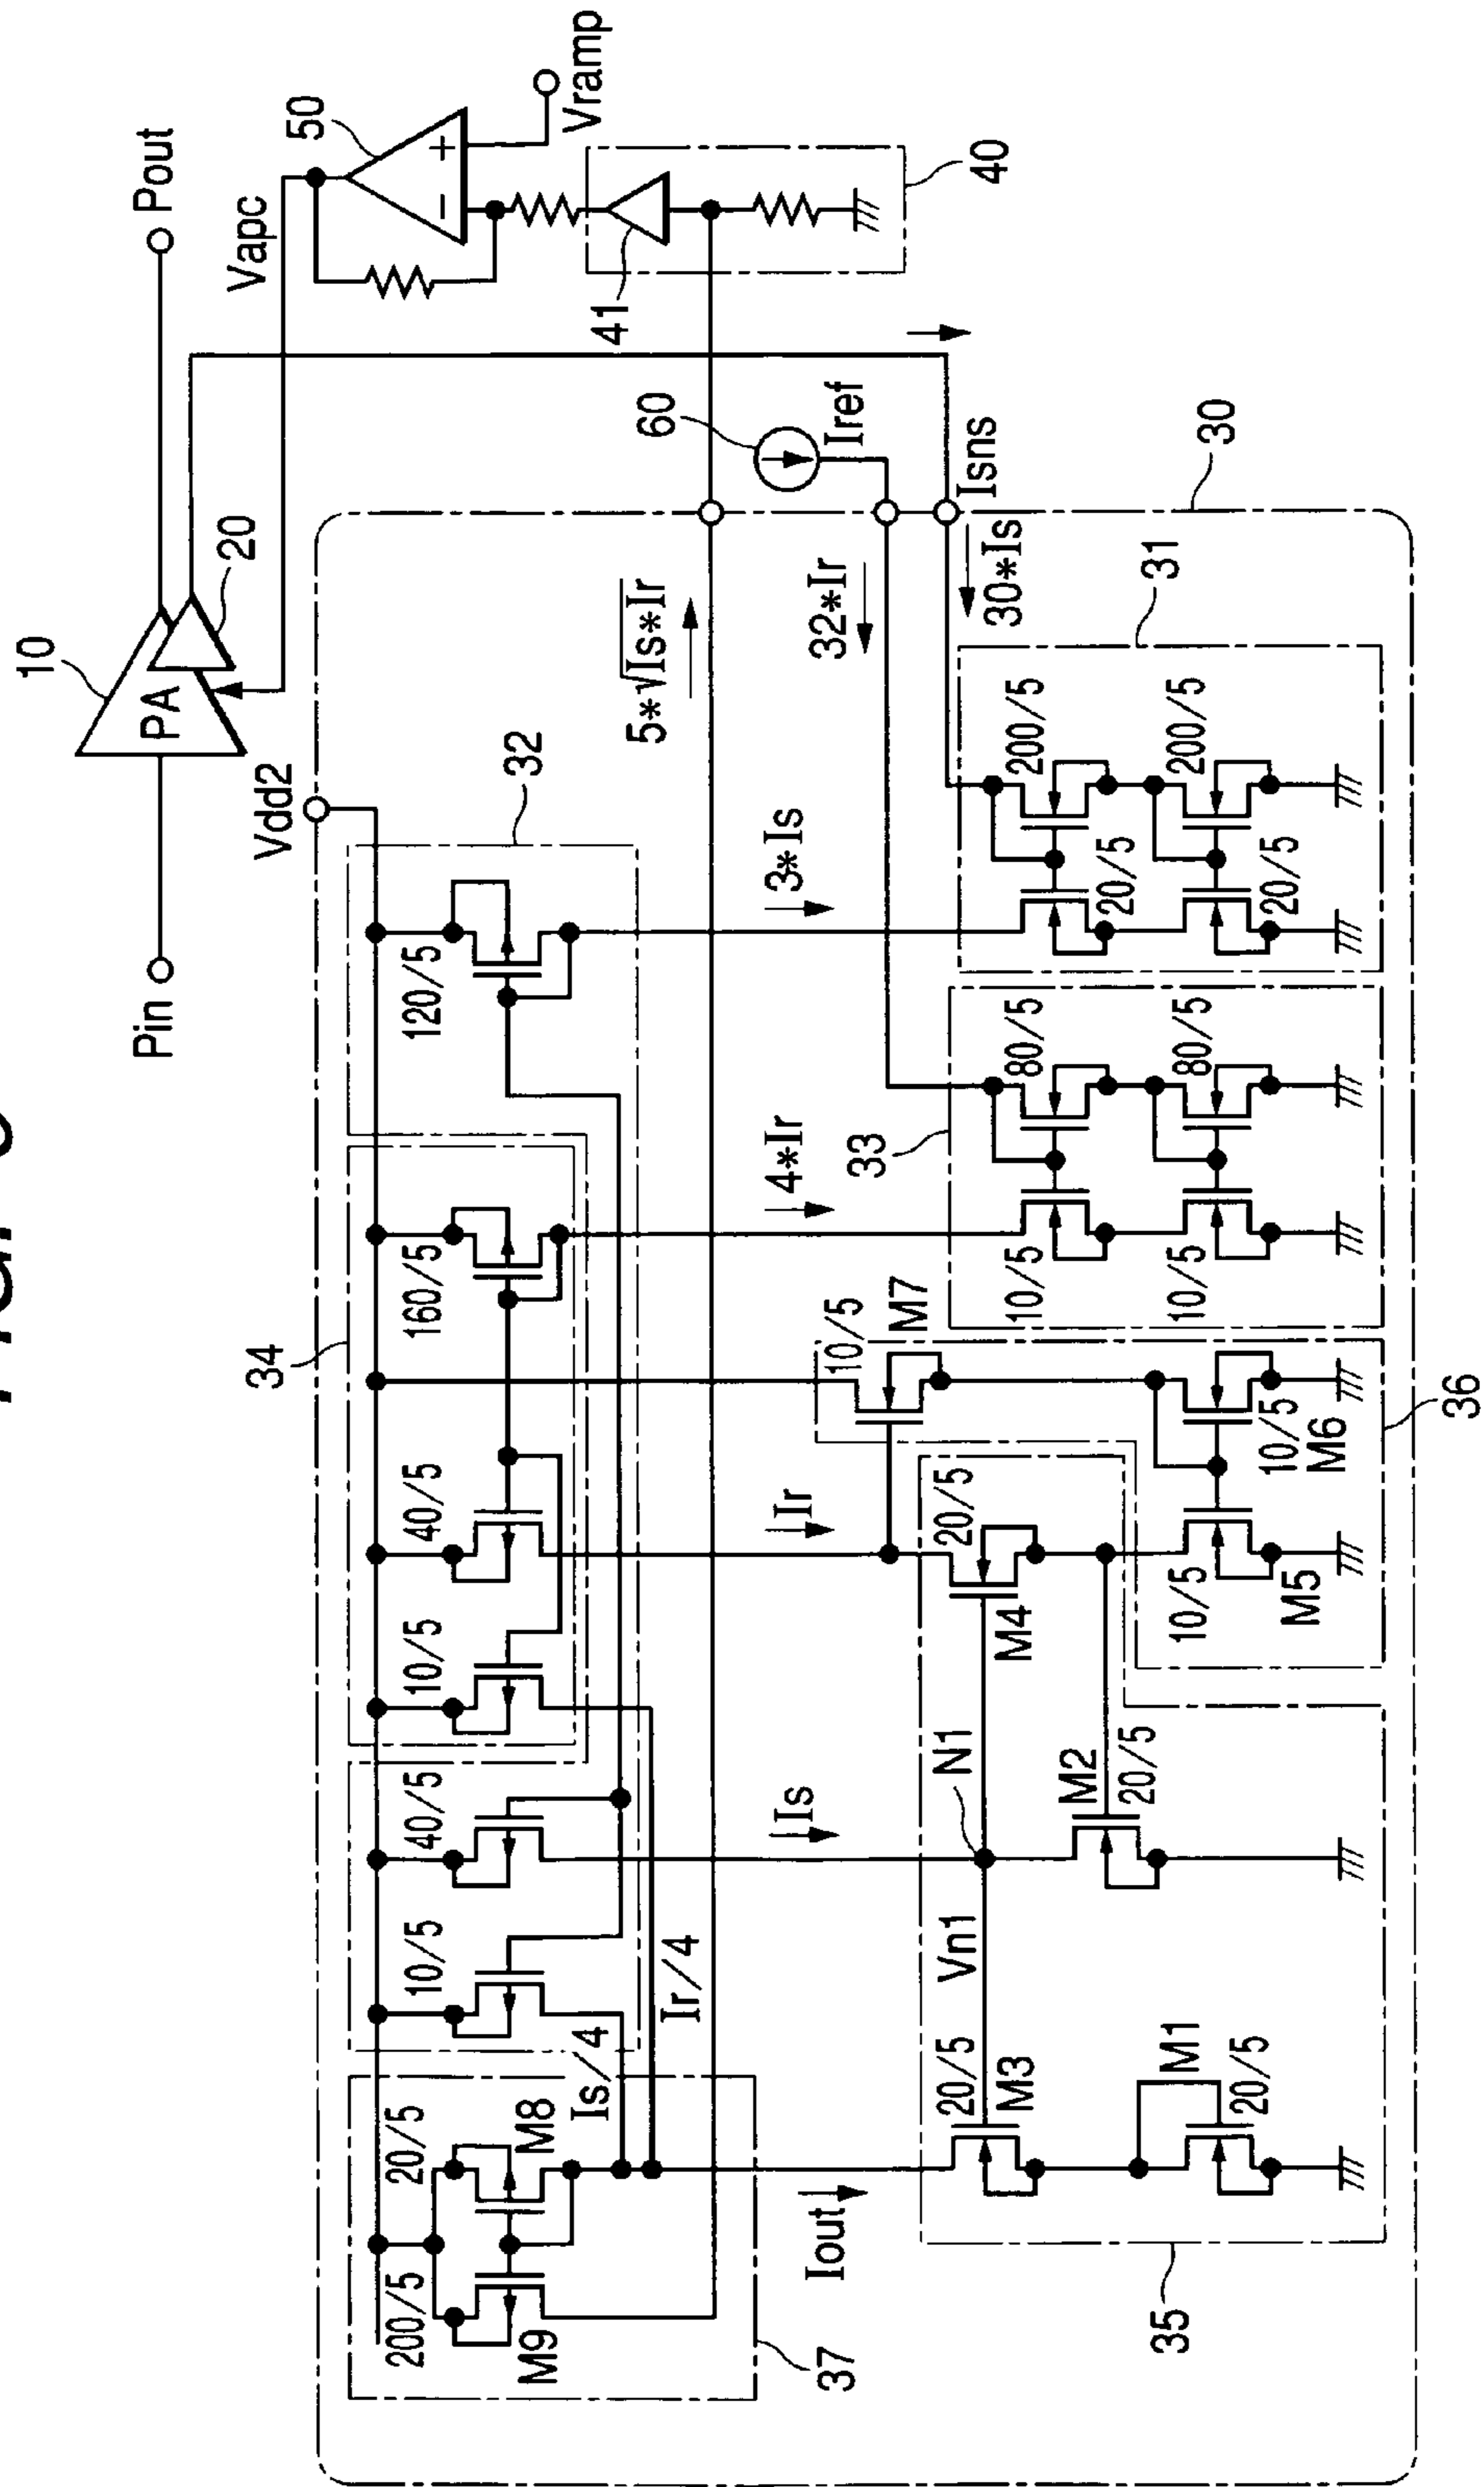 10
PA
20
Pin
Pout
Vapc
50
Vramp
Vdd2
41
40
60
Iref
Isns
30
34
32
200/5
20/5
M9
M8
37
10/5
40/5
10/5
40/5
160/5
120/5
Is/4
Ir/4
5*√Is*Ir
32*Ir
30*Is
Iout
Is
Ir
4*Ir
3*Is
20/5
M3
Vn1
N1
M4
20/5
10/5
M7
33
31
M1
20/5
M2
20/5
10/5
M5
10/5
M6
10/5
80/5
10/5
80/5
20/5
200/5
20/5
200/5
35
36